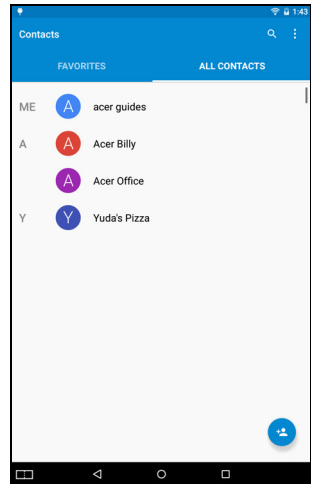 1:43
Contacts
FAVORITES ALL CONTACTS
ME A acer guides
A A Acer Billy
A Acer Office
Y Y Yuda's Pizza